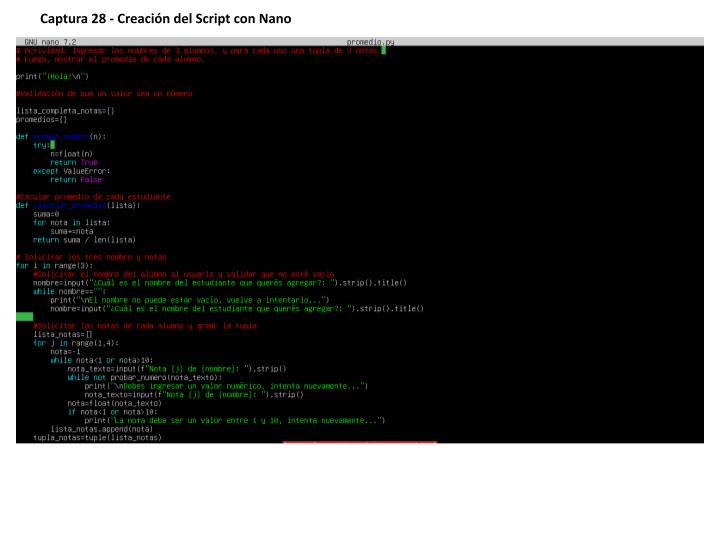 Captura 28 - Creación del Script con Nano
GNU nano 7.2 promedio.py
# Actividad. Ingresar los nombres de 3 alumnos, y para cada uno una tupla de 3 notas.
# Luego, mostrar el promedio de cada alumno.
print("¡Hola!\n")
#Validación de que un valor sea un número
lista_completa_notas={}
promedios={}
def probar_numero(n):
try:
n=float(n)
return True
except ValueError:
return False
#Cacular promedio de cada estudiante
def calcular_promedio(lista):
suma=0
for nota in lista:
suma+=nota
return suma / len(lista)
# Solicitar los tres nombre y notas
for i in range(3):
#Solicitar el nombre del alumno al usuario y validar que no esté vacío
nombre=input("¿Cuál es el nombre del estudiante que querés agregar?: ").strip().title()
while nombre=="":
print("\nEl nombre no puede estar vacío, vuelve a intentarlo...")
nombre=input("¿Cuál es el nombre del estudiante que querés agregar?: ").strip().title()
#Solicitar las notas de cada alumno y armar la tupla
lista_notas=[]
for j in range(1,4):
nota=-1
while nota<1 or nota>10:
nota_texto=input(f"Nota {j} de {nombre}: ").strip()
while not probar_numero(nota_texto):
print("\nDebes ingresar un valor numérico, intenta nuevamente...")
nota_texto=input(f"Nota {j} de {nombre}: ").strip()
nota=float(nota_texto)
if nota<1 or nota>10:
print("La nota debe ser un valor entre 1 y 10, intenta nuevamente...")
lista_notas.append(nota)
tupla_notas=tuple(lista_notas)